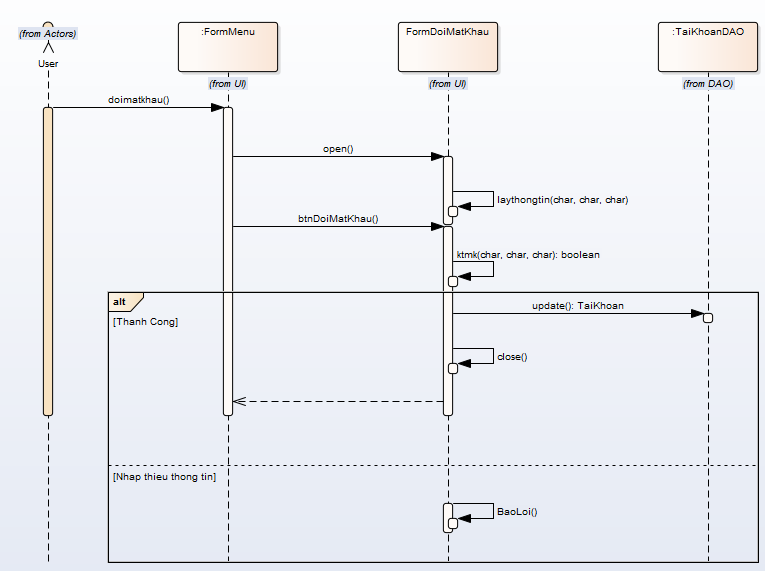 (from Actors)
User
:FormMenu
(from UI)
FormDoiMatKhau
(from UI)
:TaiKhoanDAO
(from DAO)
doimatkhau()
open()
laythongtin(char, char, char)
btnDoiMatKhau()
ktmk(char, char, char): boolean
alt
[Thanh Cong]
update(): TaiKhoan
close()
[Nhap thieu thong tin]
BaoLoi()